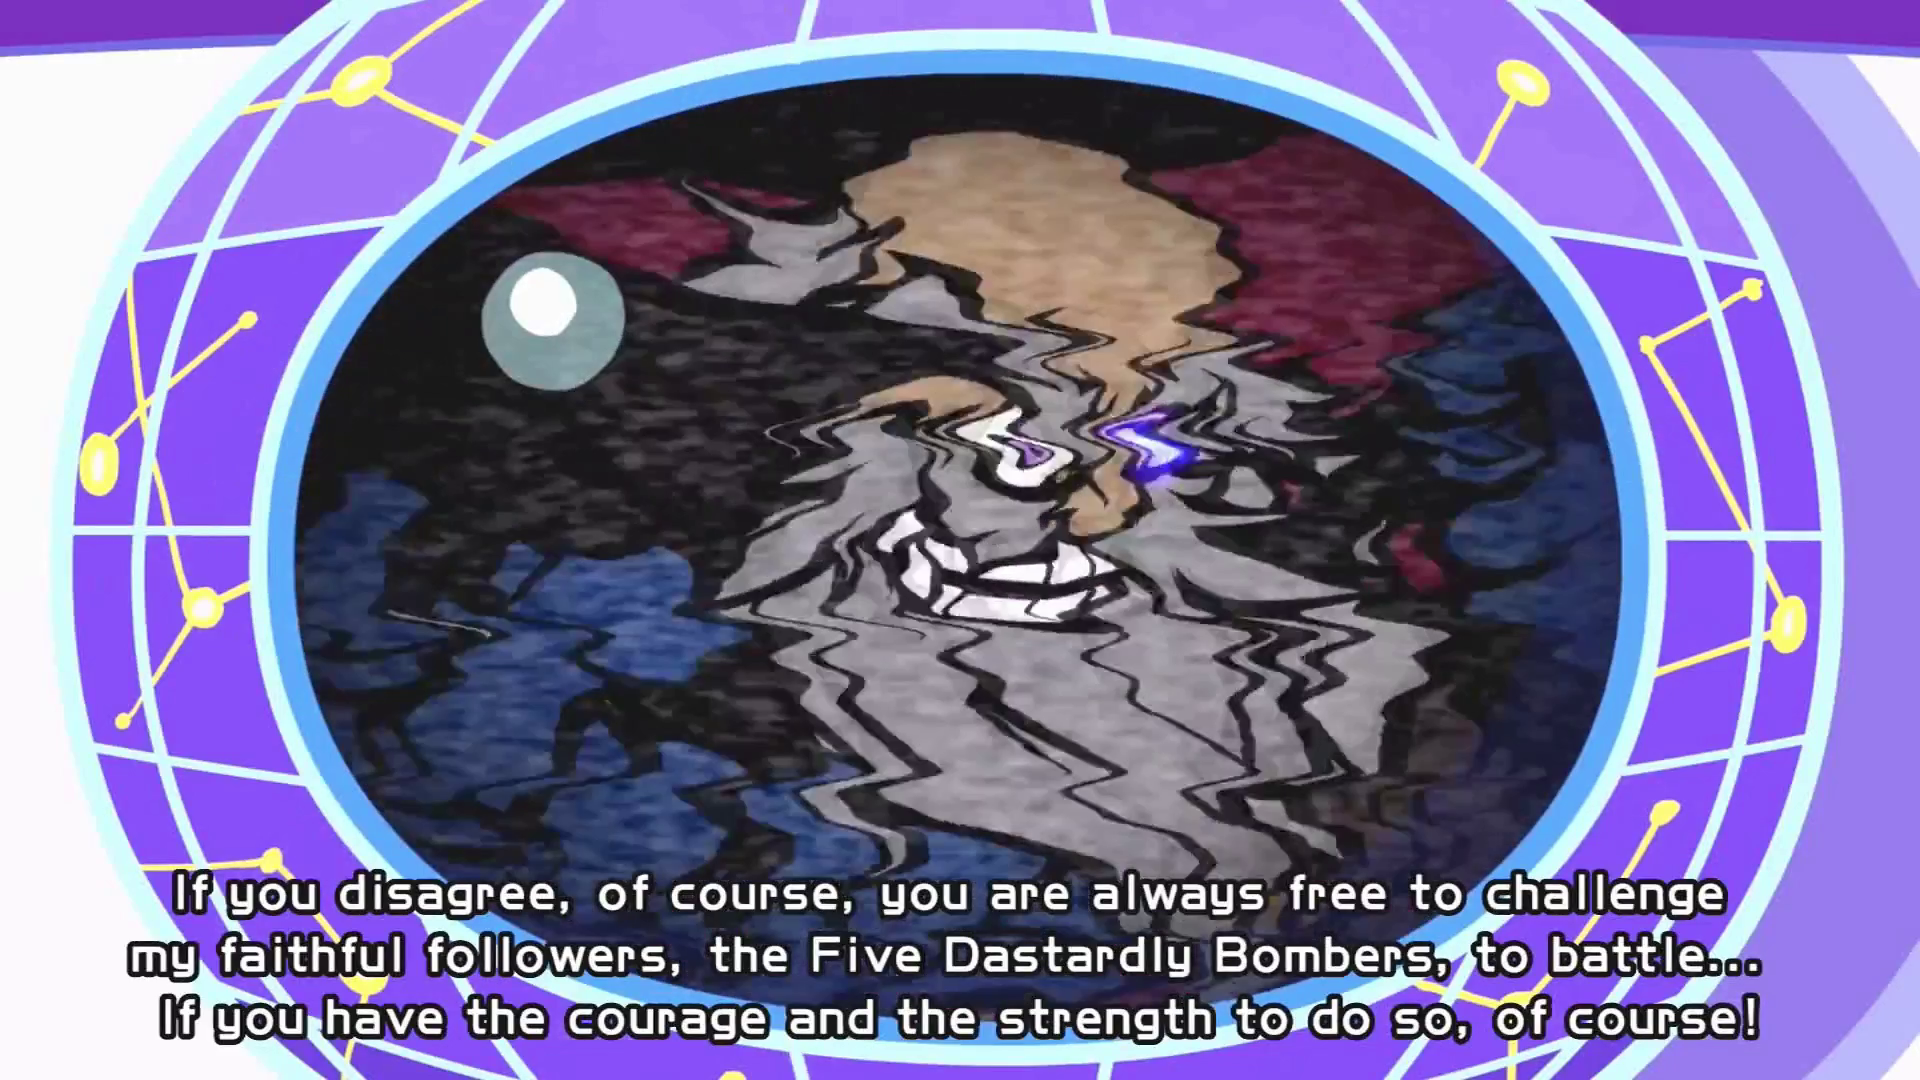 If you disagree, of course, you are always free to challenge
my faithful followers, the Five Dastardly Bombers, to battle...
If you have the courage and the strength to do so, of course!